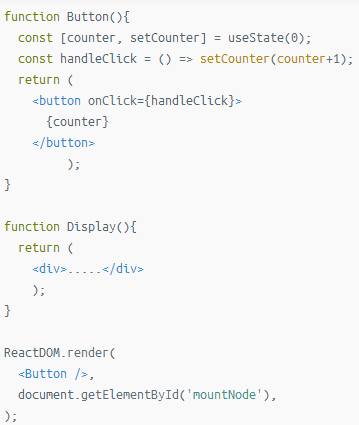 function Button(){
  const [counter, setCounter] = useState(0);
  const handleClick = () => setCounter(counter+1);
  return (
    <button onClick={handleClick}>
      {counter}
    </button>
         );
}

function Display(){
  return (
    <div>.....</div>
    );
}

ReactDOM.render(
  <Button />,
  document.getElementById('mountNode'),
);